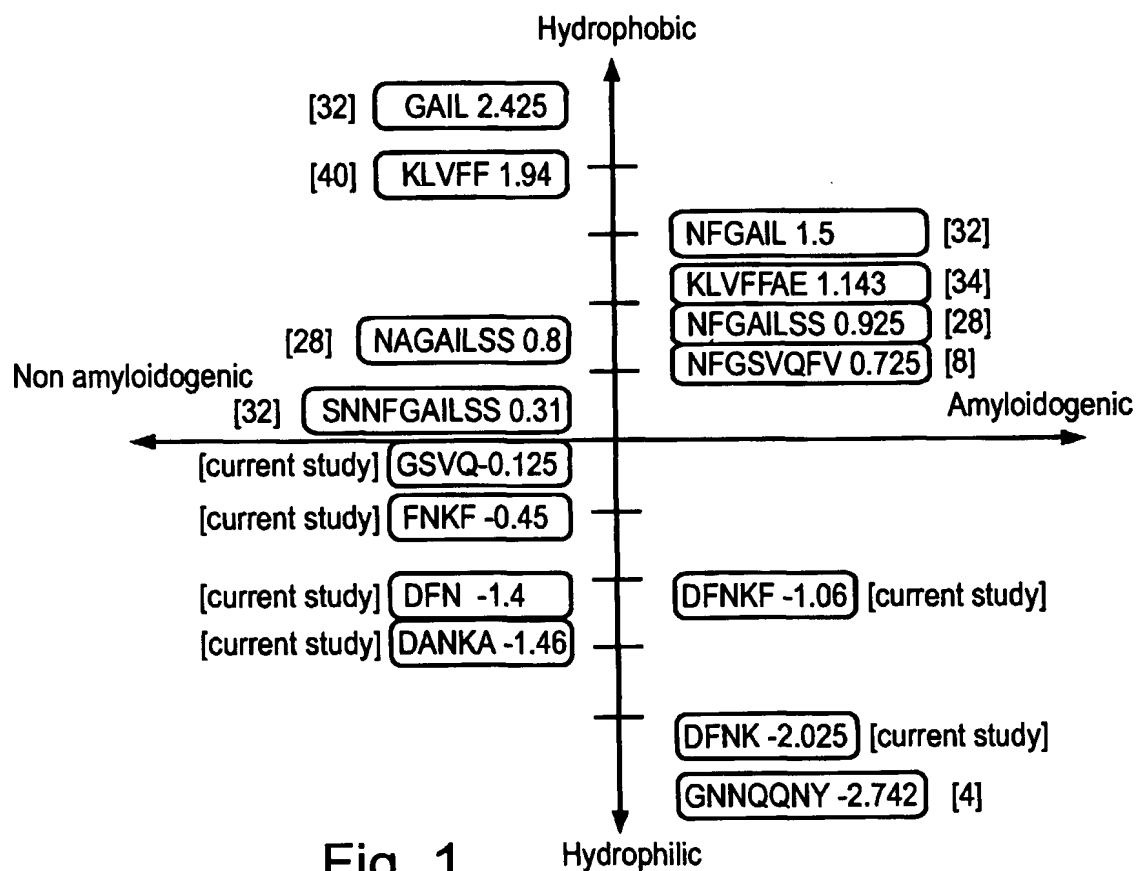 Hydrophobic
[32] GAIL 2.425
[40] KLVFF 1.94
NFGAIL 1.5 [32]
KLVFFAE 1.143 [34]
[28] NAGAILSS 0.8
NFGAILSS 0.925 [28]
NFGSVQFV 0.725 [8]
Non amyloidogenic
[32] SNNFGAILSS 0.31
Amyloidogenic
[current study] GSVQ-0.125
[current study] FNKF -0.45
[current study] DFN -1.4
DFNKF -1.06 [current study]
[current study] DANKA -1.46
DFNK -2.025 [current study]
GNNQQNY -2.742 [4]
Fig. 1
Hydrophilic